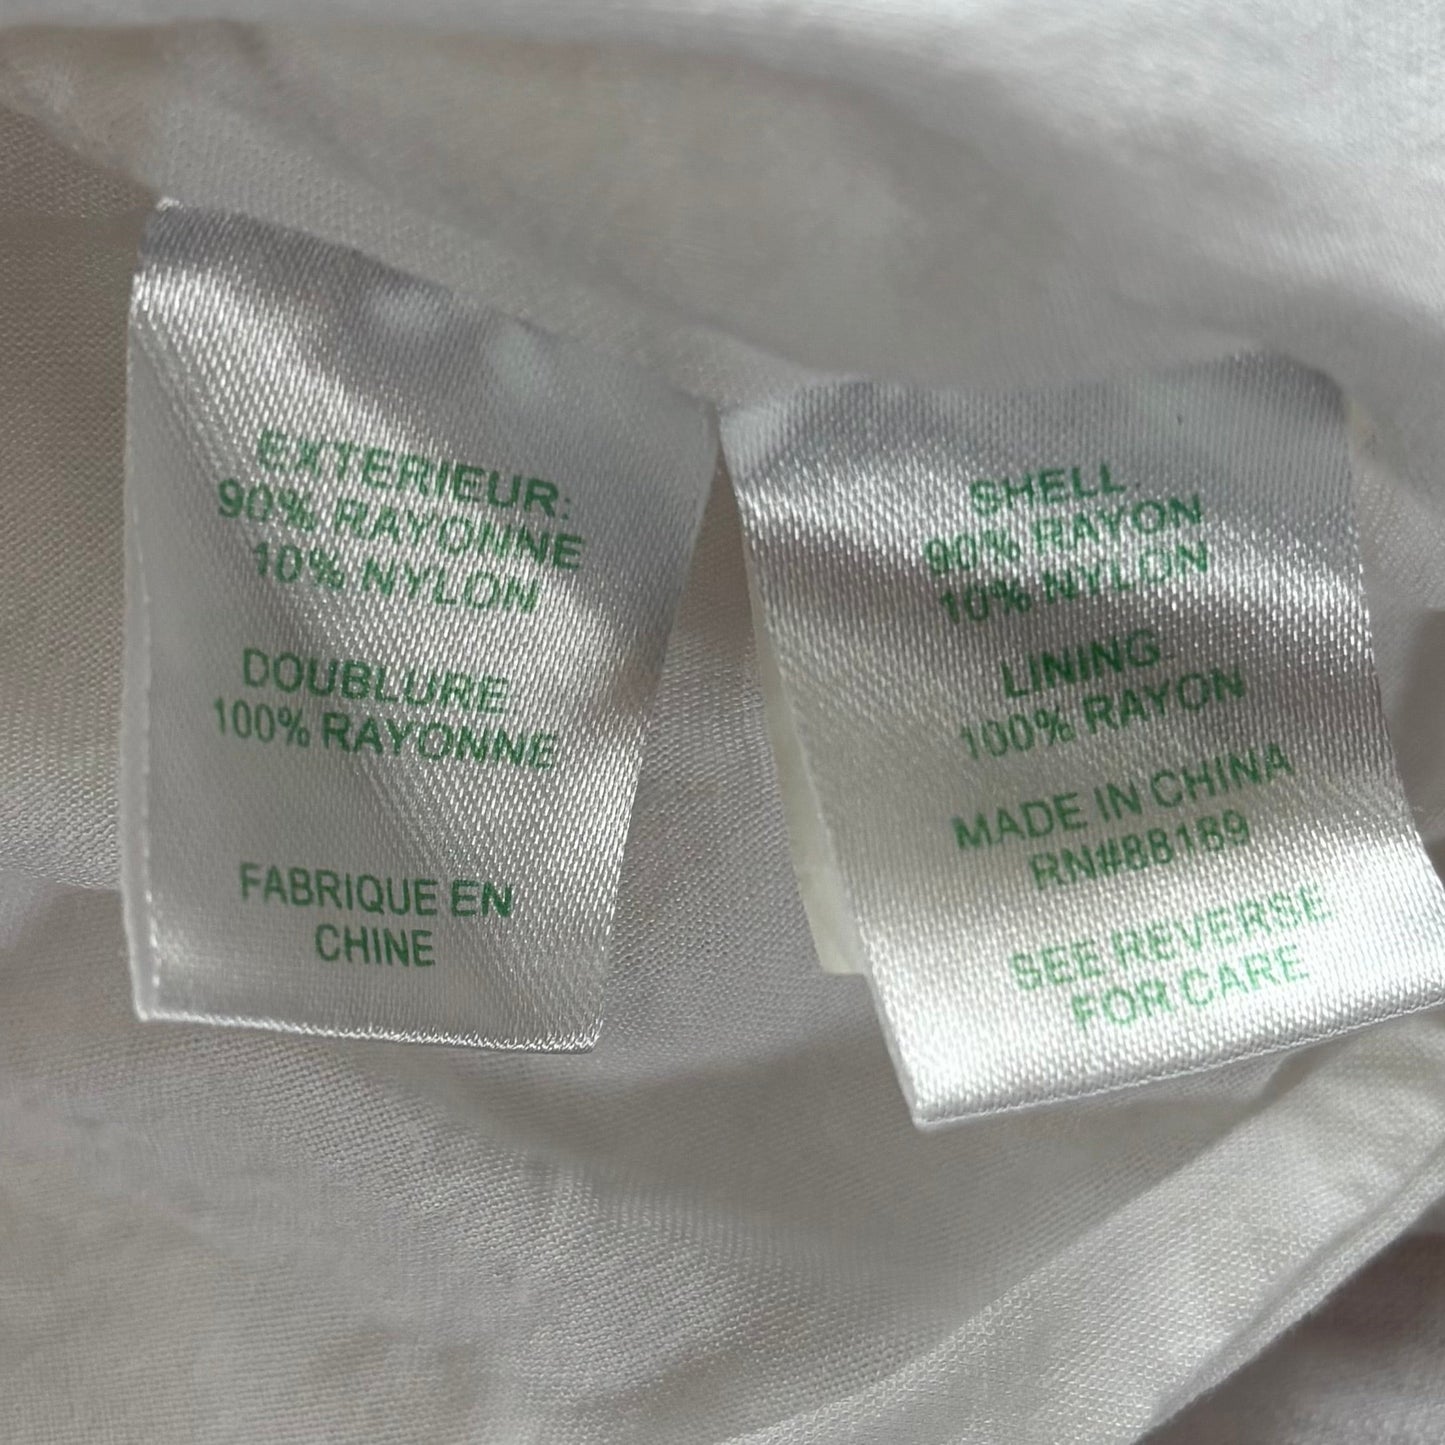 EXTERIEUR:
90% RAYONNE
10% NYLON
DOUBLURE
100% RAYONNE
FABRIQUE EN
CHINE
SHELL
90% RAYON
10% NYLON
LINING
100% RAYON
MADE IN CHINA
RN#88189
SEE REVERSE
FOR CARE